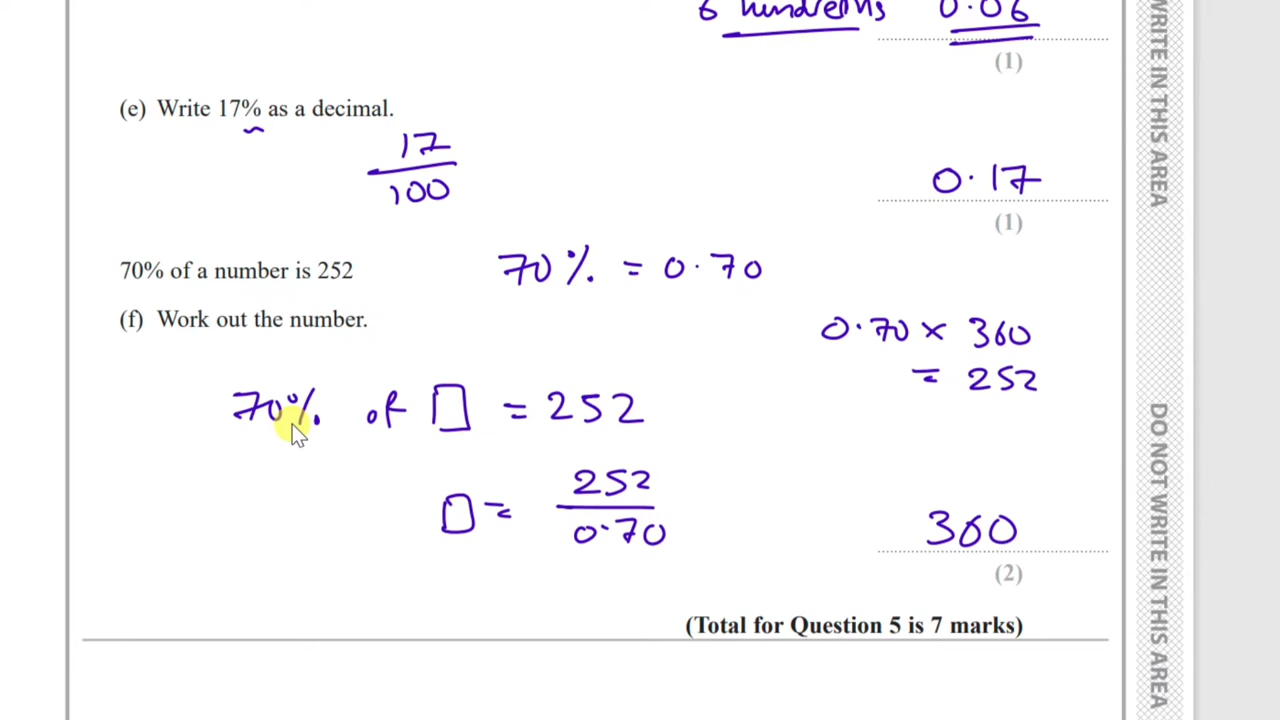 6 hundredths 0.06
(1)
(e) Write 17% as a decimal.
17
100
0.17
(1)
70% of a number is 252
70% = 0.70
(f) Work out the number.
0.70 × 360
= 252
70% of □ = 252
□ = 252
0.70
360
(2)
(Total for Question 5 is 7 marks)
WRITE IN THIS AREA
DO NOT WRITE IN THIS AREA